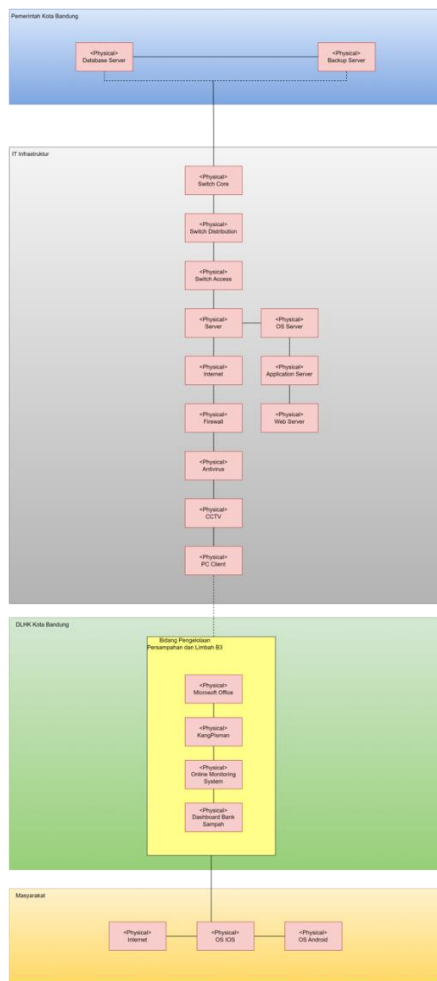 Pemerintah Kota Bandung
<Physical>
Database Server
<Physical>
Backup Server
IT Infrastruktur
<Physical>
Switch Core
<Physical>
Switch Distribution
<Physical>
Switch Access
<Physical>
Server
<Physical>
OS Server
<Physical>
Internet
<Physical>
Application Server
<Physical>
Firewall
<Physical>
Web Server
<Physical>
Antivirus
<Physical>
CCTV
<Physical>
PC Client
DLHK Kota Bandung
Bidang Pengelolaan
Persampahan dan Limbah B3
<Physical>
Microsoft Office
<Physical>
KangPisman
<Physical>
Online Monitoring
System
<Physical>
Dashboard Bank
Sampah
Masyarakat
<Physical>
Internet
<Physical>
OS IOS
<Physical>
OS Android